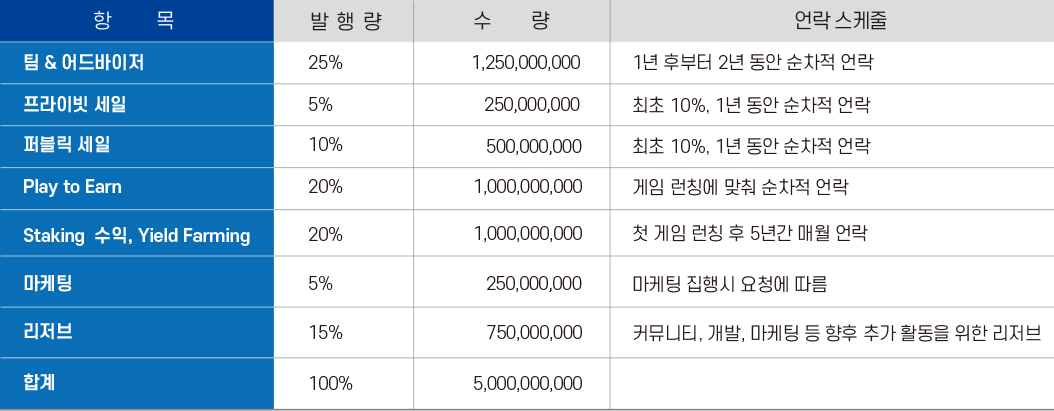 항 목 발 행 량 수 량 언락 스케줄
팀 & 어드바이저 25% 1,250,000,000 1년 후부터 2년 동안 순차적 언락
프라이빗 세일 5% 250,000,000 최초 10%, 1년 동안 순차적 언락
퍼블릭 세일 10% 500,000,000 최초 10%, 1년 동안 순차적 언락
Play to Earn 20% 1,000,000,000 게임 런칭에 맞춰 순차적 언락
Staking 수익, Yield Farming 20% 1,000,000,000 첫 게임 런칭 후 5년간 매월 언락
마케팅 5% 250,000,000 마케팅 집행시 요청에 따름
리저브 15% 750,000,000 커뮤니티, 개발, 마케팅 등 향후 추가 활동을 위한 리저브
합계 100% 5,000,000,000